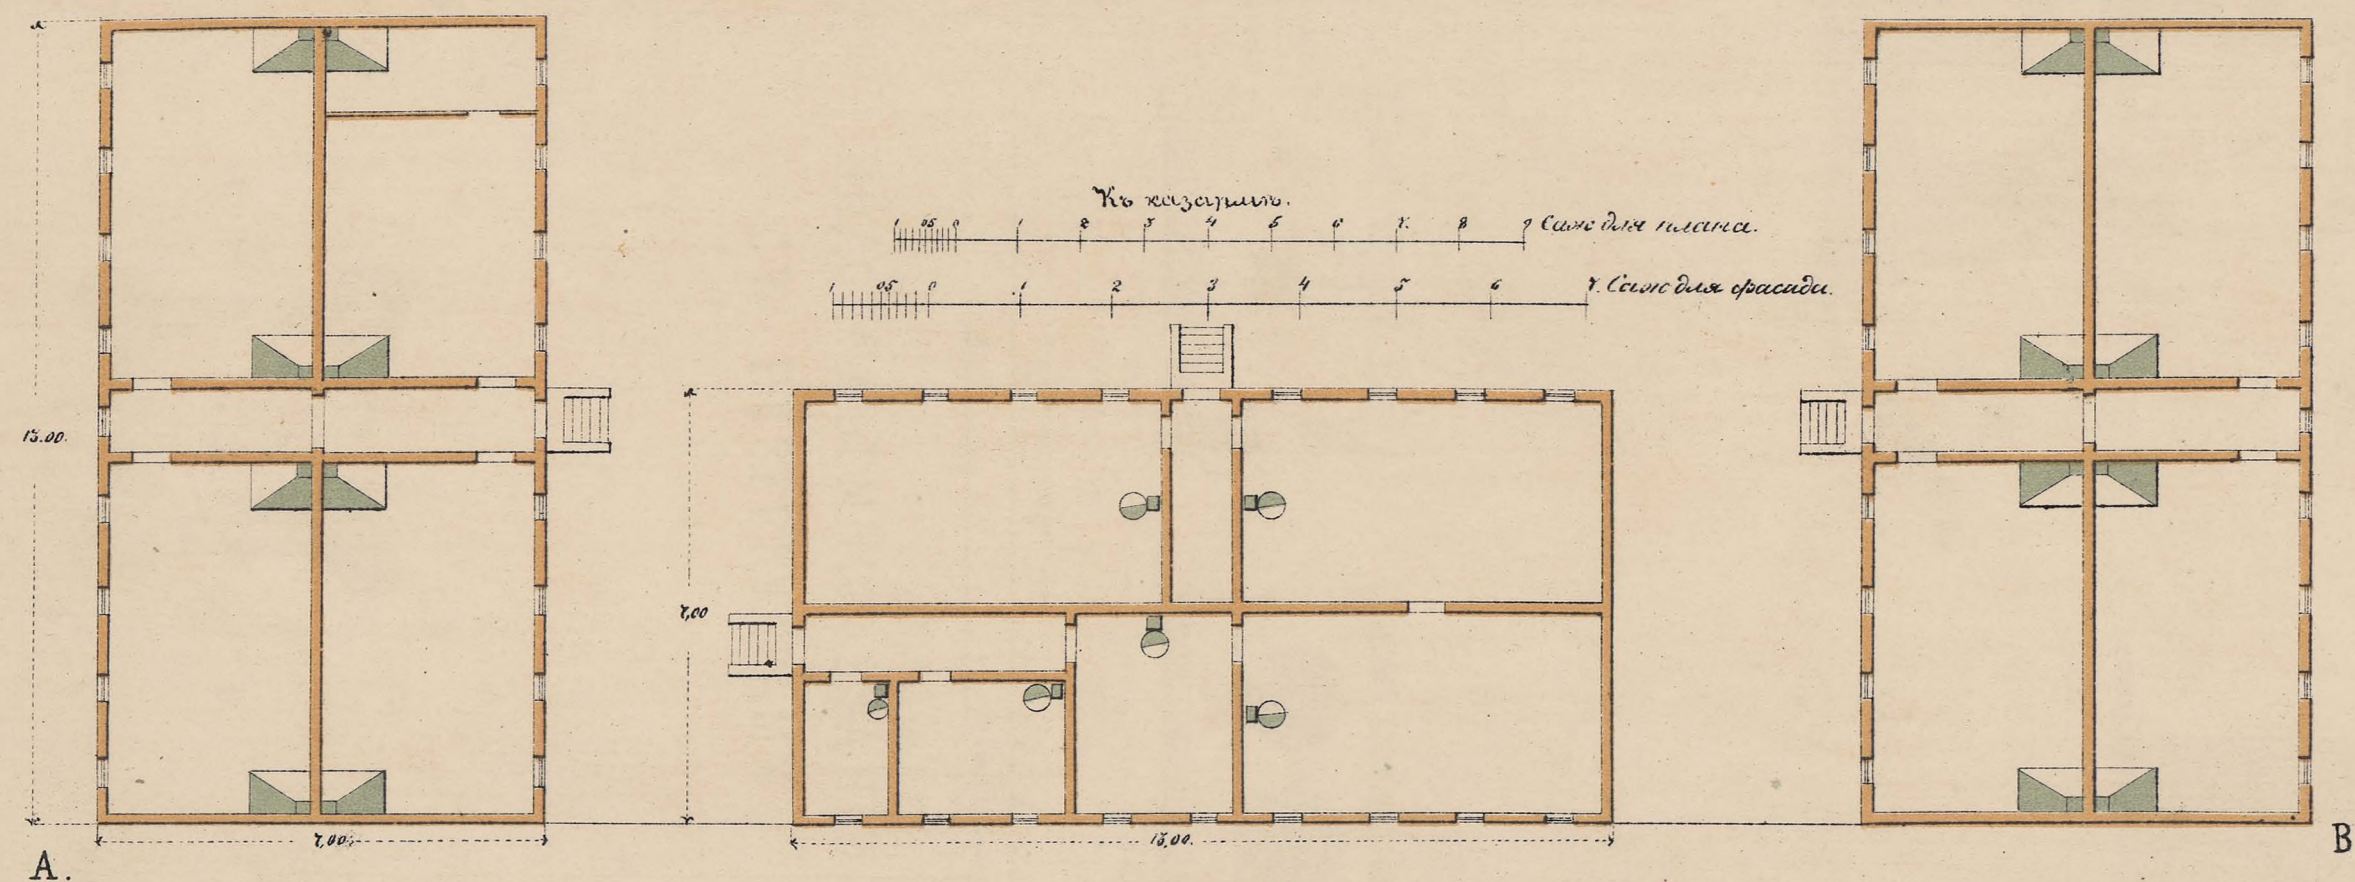 Къ казармѣ.
1 05 0 1 2 3 4 5 6 7. 8 9 Саж для плана.
1 05 0 1 2 3 4 5 6 7. Саж для фасада.
13.00.
7,00
7,00.
13,00.
А.
В